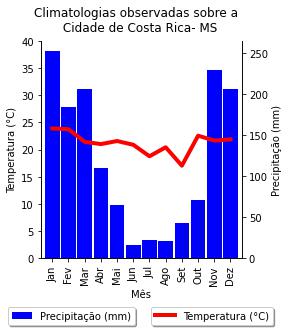 Climatologias observadas sobre a
Cidade de Costa Rica- MS
Temperatura (°C)
40
35
30
25
20
15
10
5
0
Precipitação (mm)
250
200
150
100
50
0
Jan
Fev
Mar
Abr
Mai
Jun
Jul
Ago
Set
Out
Nov
Dez
Mês
Precipitação (mm)
Temperatura (°C)